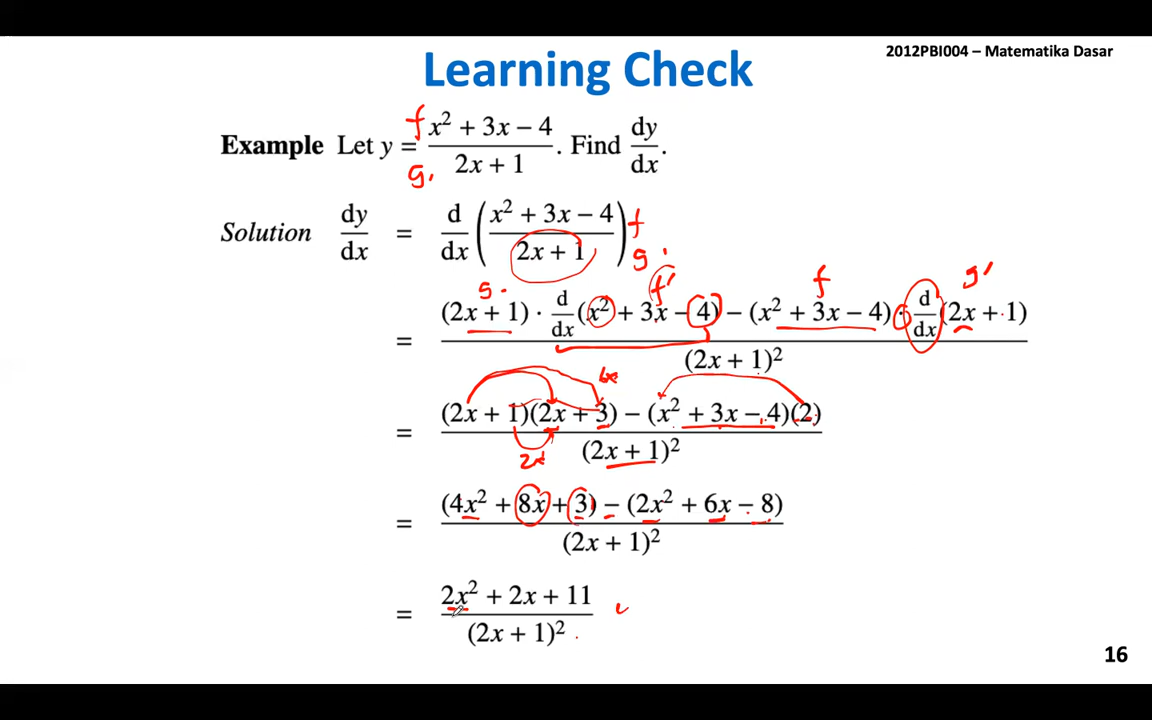 2012PBI004 – Matematika Dasar
Learning Check
Example Let y = (x² + 3x − 4)/(2x + 1). Find dy/dx.
f
g
Solution dy/dx = d/dx ((x² + 3x − 4)/(2x + 1))
f
g
g f' f g'
= ((2x + 1) · d/dx(x² + 3x − 4) − (x² + 3x − 4) · d/dx(2x + 1))/(2x + 1)²
6x
= ((2x + 1)(2x + 3) − (x² + 3x − 4)(2))/(2x + 1)²
2x
= ((4x² + 8x + 3) − (2x² + 6x − 8))/(2x + 1)²
= (2x² + 2x + 11)/(2x + 1)²
16